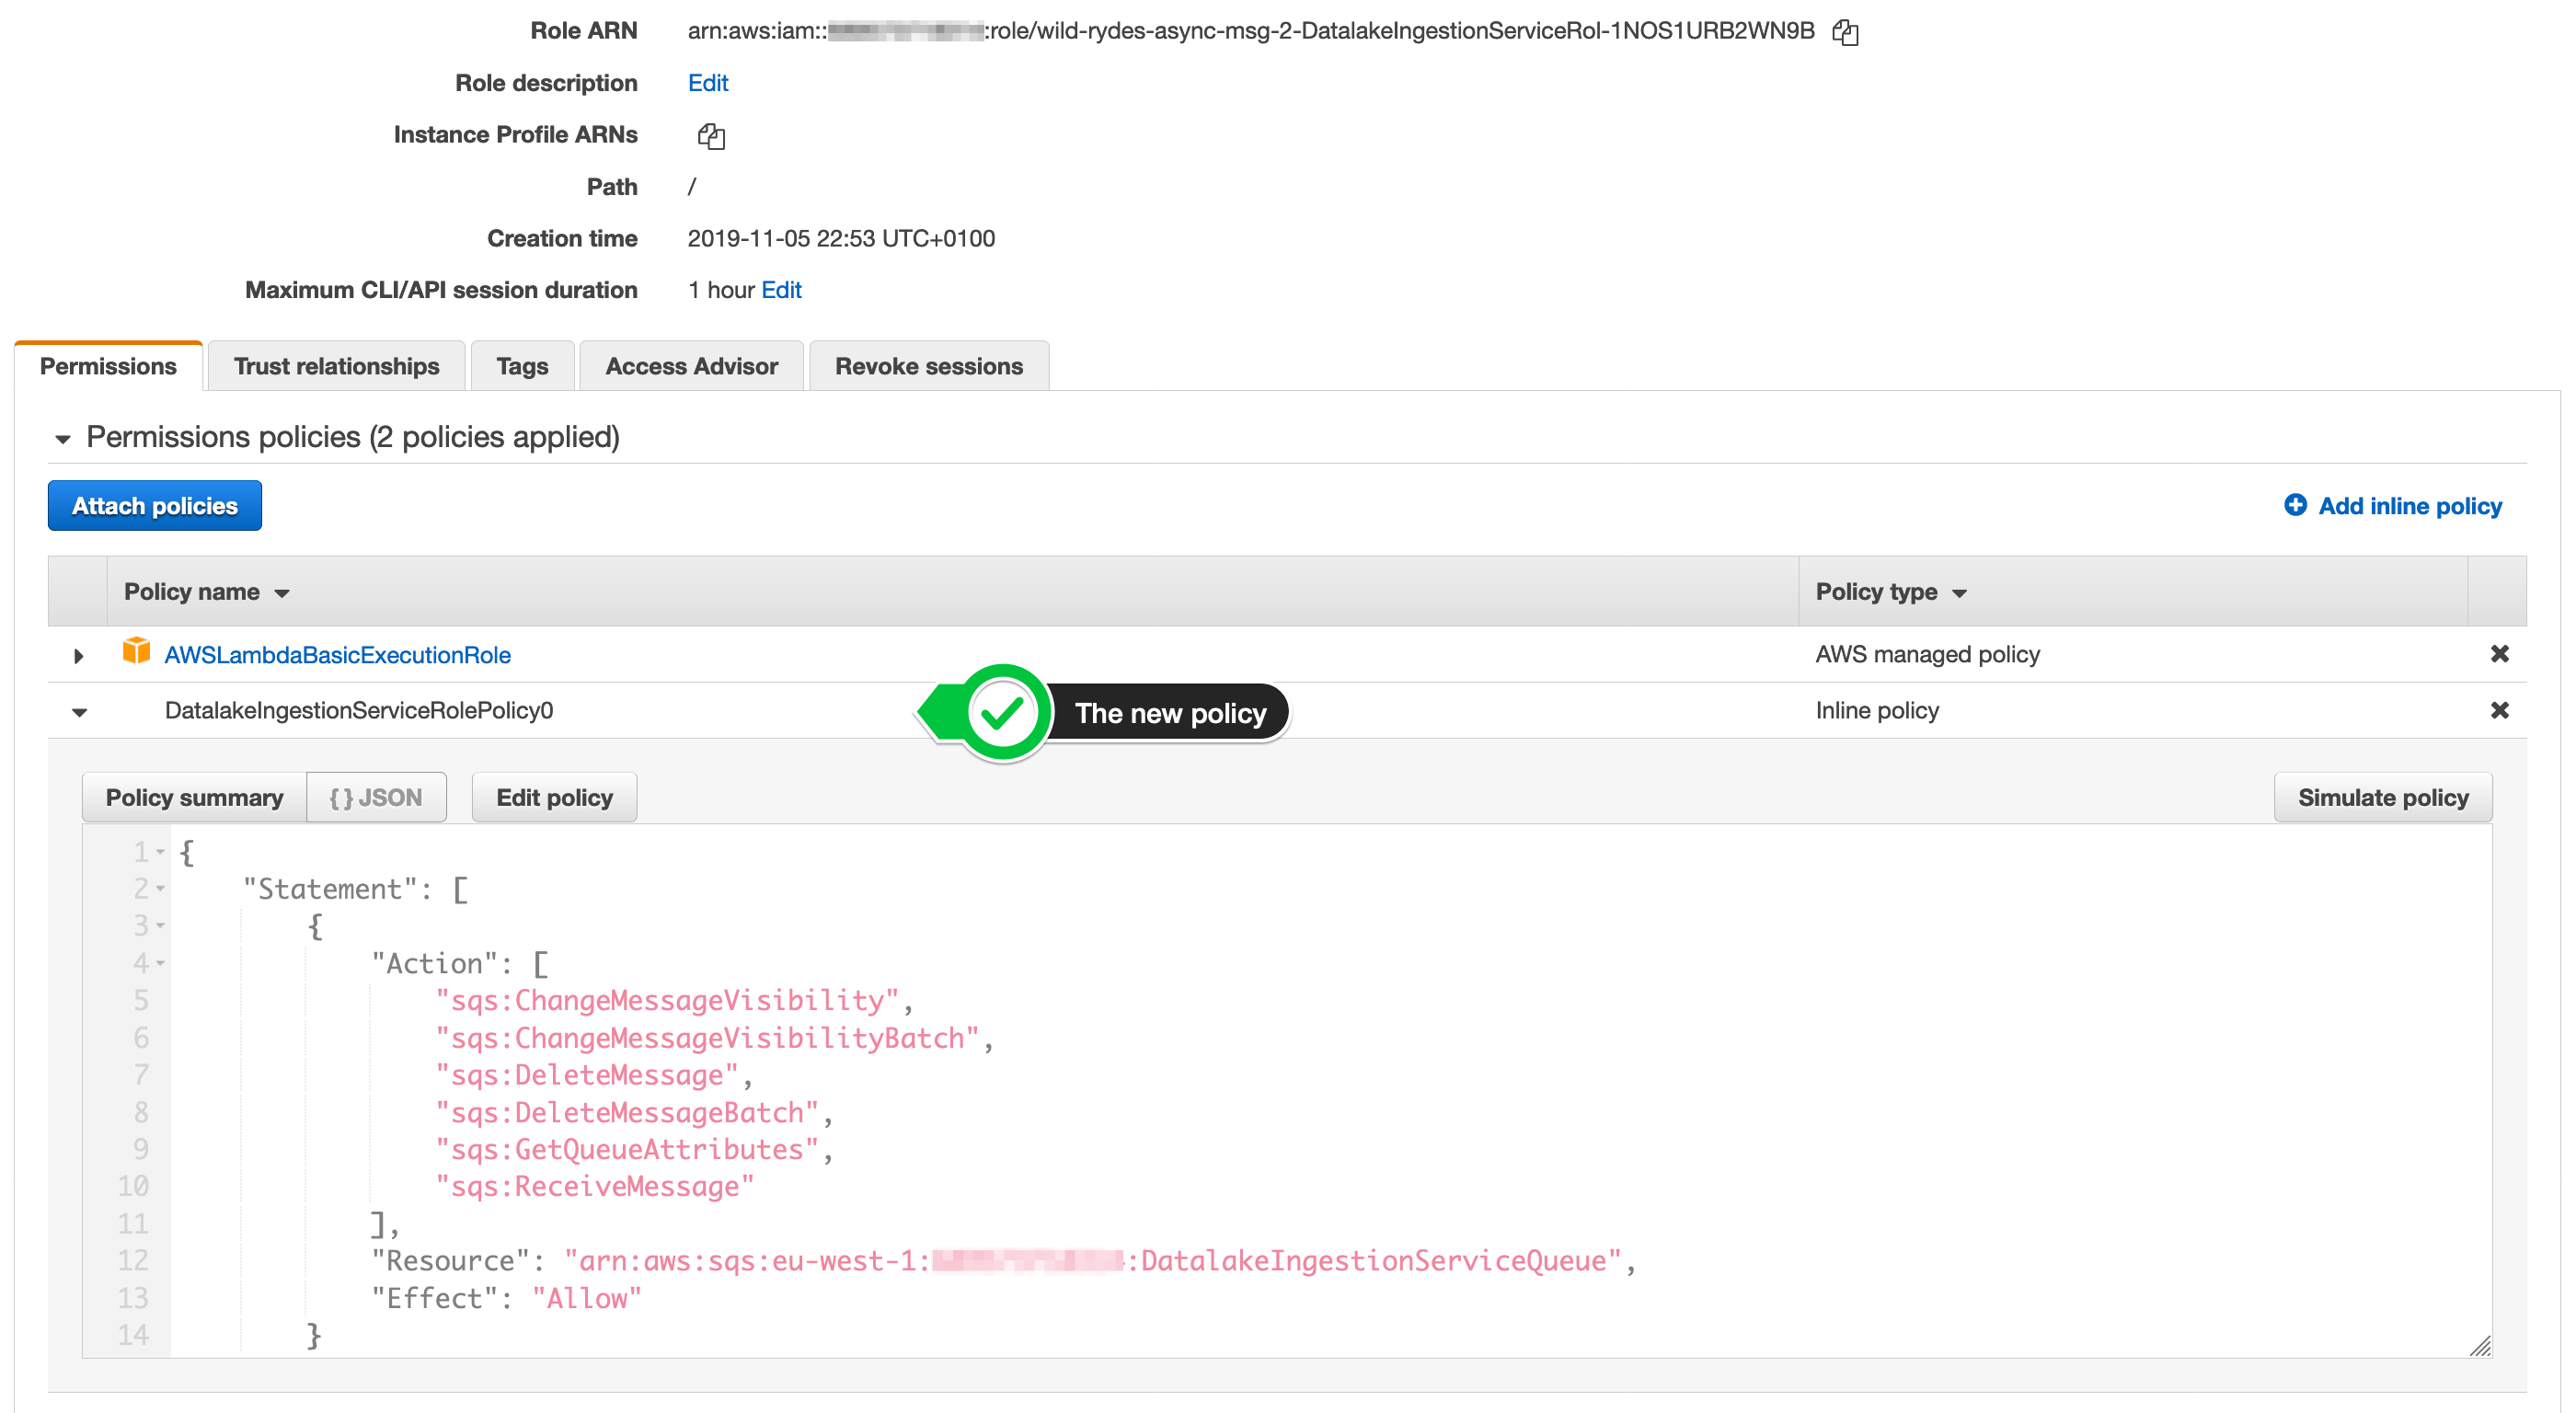 Role ARN arn:aws:iam:: :role/wild-rydes-async-msg-2-DatalakeIngestionServiceRol-1NOS1URB2WN9B
Role description Edit
Instance Profile ARNs
Path /
Creation time 2019-11-05 22:53 UTC+0100
Maximum CLI/API session duration 1 hour Edit
Permissions Trust relationships Tags Access Advisor Revoke sessions
Permissions policies (2 policies applied)
Attach policies Add inline policy
Policy name Policy type
AWSLambdaBasicExecutionRole AWS managed policy
DatalakeIngestionServiceRolePolicy0 The new policy Inline policy
Policy summary { } JSON Edit policy Simulate policy
1 {
2 "Statement": [
3 {
4 "Action": [
5 "sqs:ChangeMessageVisibility",
6 "sqs:ChangeMessageVisibilityBatch",
7 "sqs:DeleteMessage",
8 "sqs:DeleteMessageBatch",
9 "sqs:GetQueueAttributes",
10 "sqs:ReceiveMessage"
11 ],
12 "Resource": "arn:aws:sqs:eu-west-1: :DatalakeIngestionServiceQueue",
13 "Effect": "Allow"
14 }